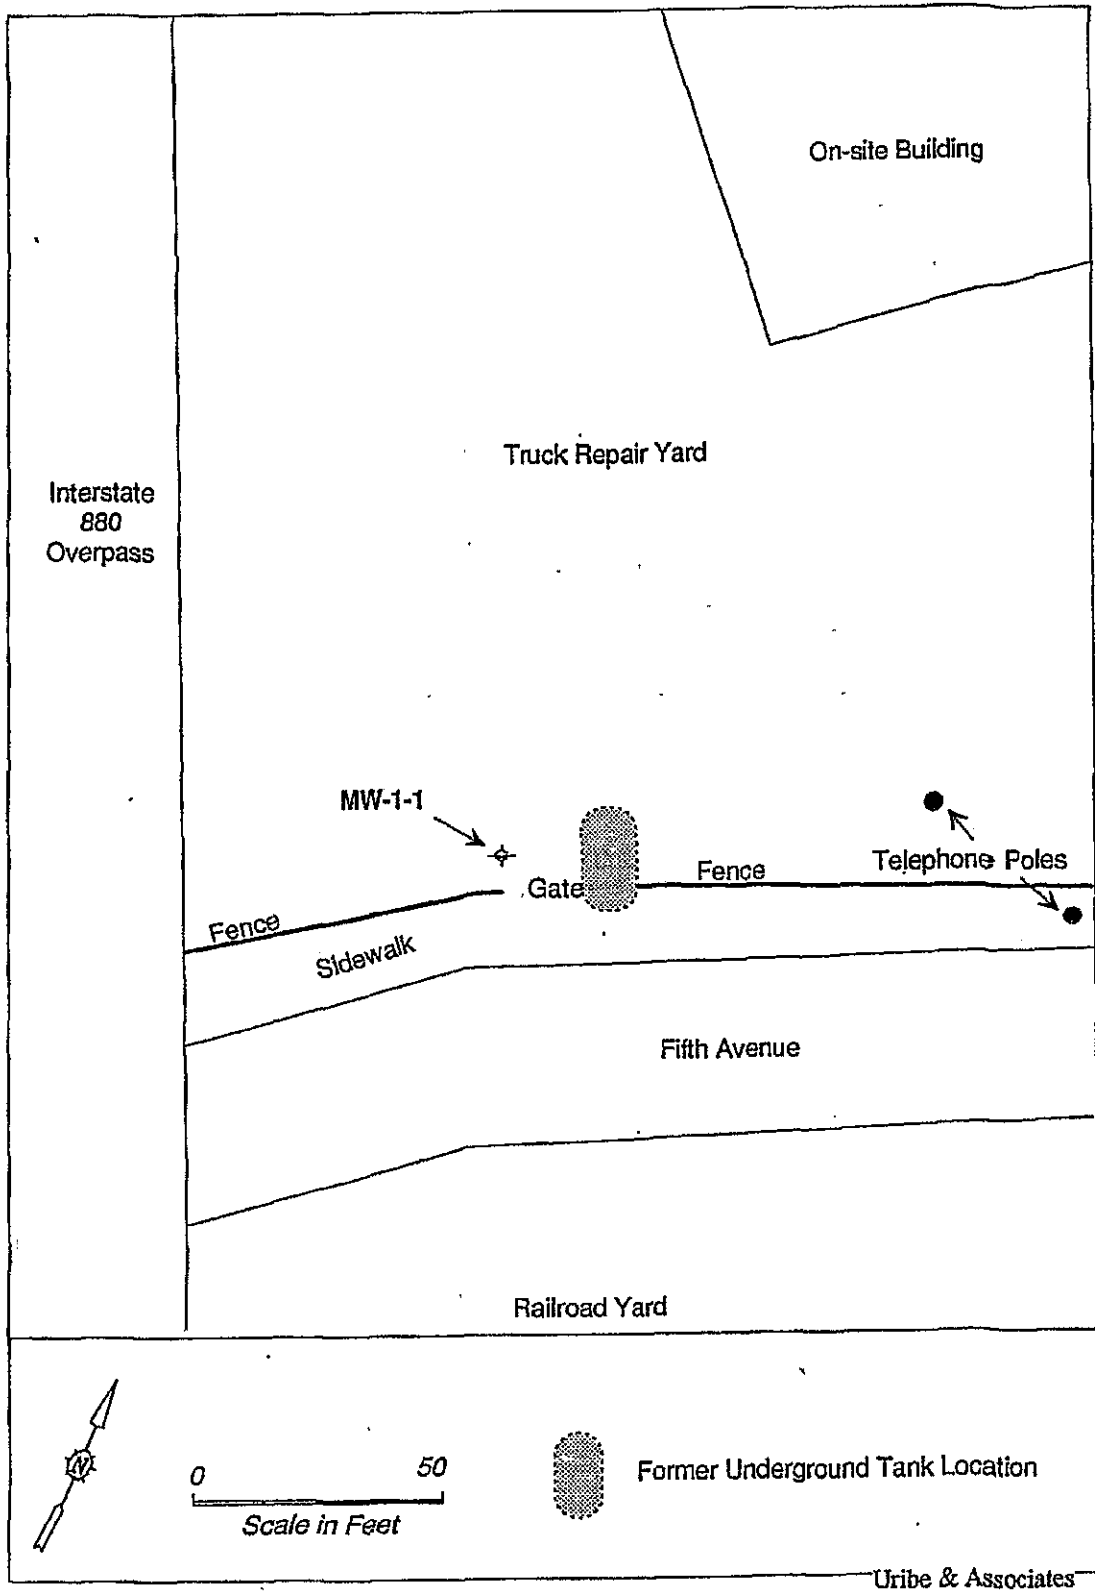 On-site Building
Truck Repair Yard
Interstate
880
Overpass
MW-1-1
Telephone Poles
Fence
Gate
Fence
Sidewalk
Fifth Avenue
Railroad Yard
N
0 50
Scale in Feet
Former Underground Tank Location
Uribe & Associates